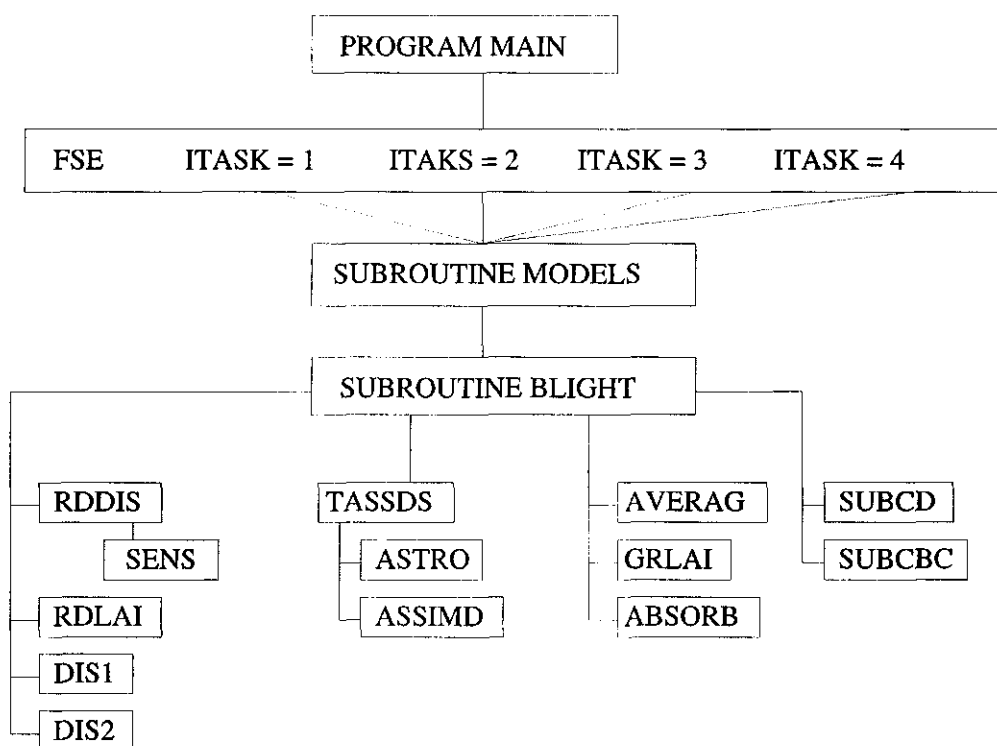 PROGRAM MAIN
FSE ITASK = 1 ITAKS = 2 ITASK = 3 ITASK = 4
SUBROUTINE MODELS
SUBROUTINE BLIGHT
RDDIS TASSDS AVERAG SUBCD
SENS ASTRO GRLAI SUBCBC
RDLAI ASSIMD ABSORB
DIS1
DIS2